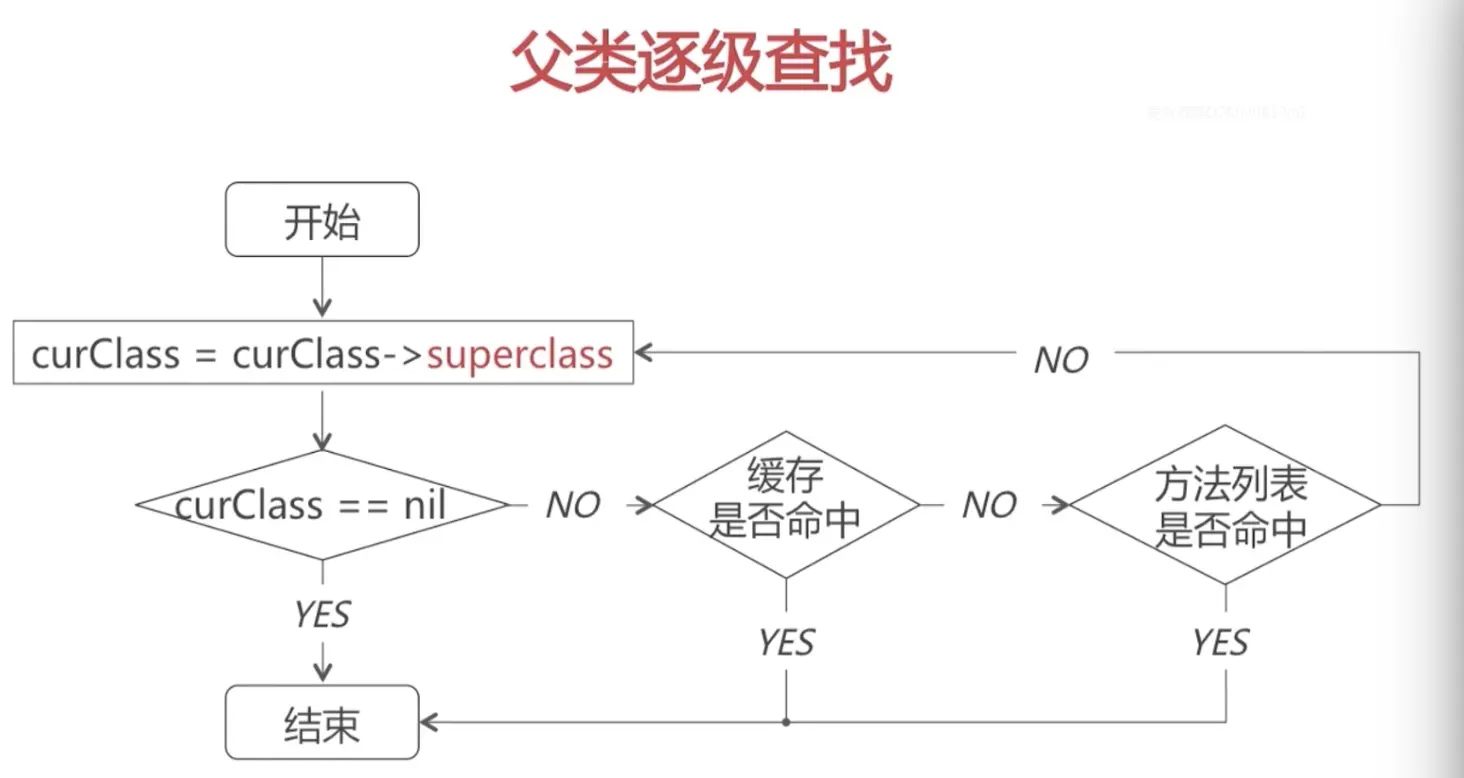 父类逐级查找
开始
curClass = curClass->superclass
NO
curClass == nil
NO
缓存
是否命中
NO
方法列表
是否命中
YES
YES
YES
结束